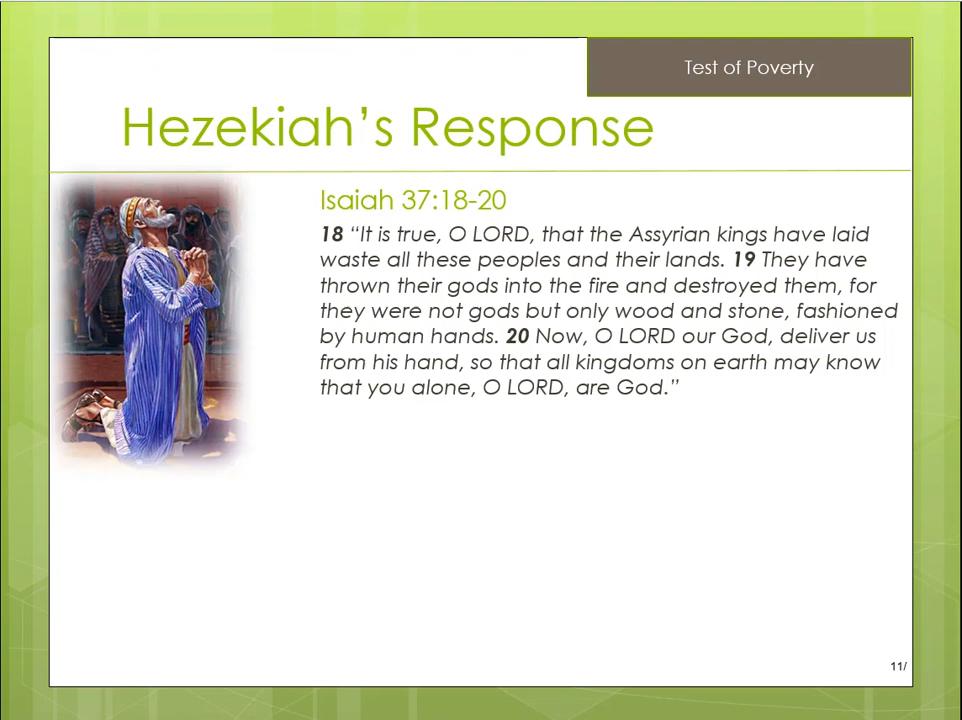 Test of Poverty
Hezekiah’s Response
Isaiah 37:18-20
18 “It is true, O LORD, that the Assyrian kings have laid
waste all these peoples and their lands. 19 They have
thrown their gods into the fire and destroyed them, for
they were not gods but only wood and stone, fashioned
by human hands. 20 Now, O LORD our God, deliver us
from his hand, so that all kingdoms on earth may know
that you alone, O LORD, are God.”
11/